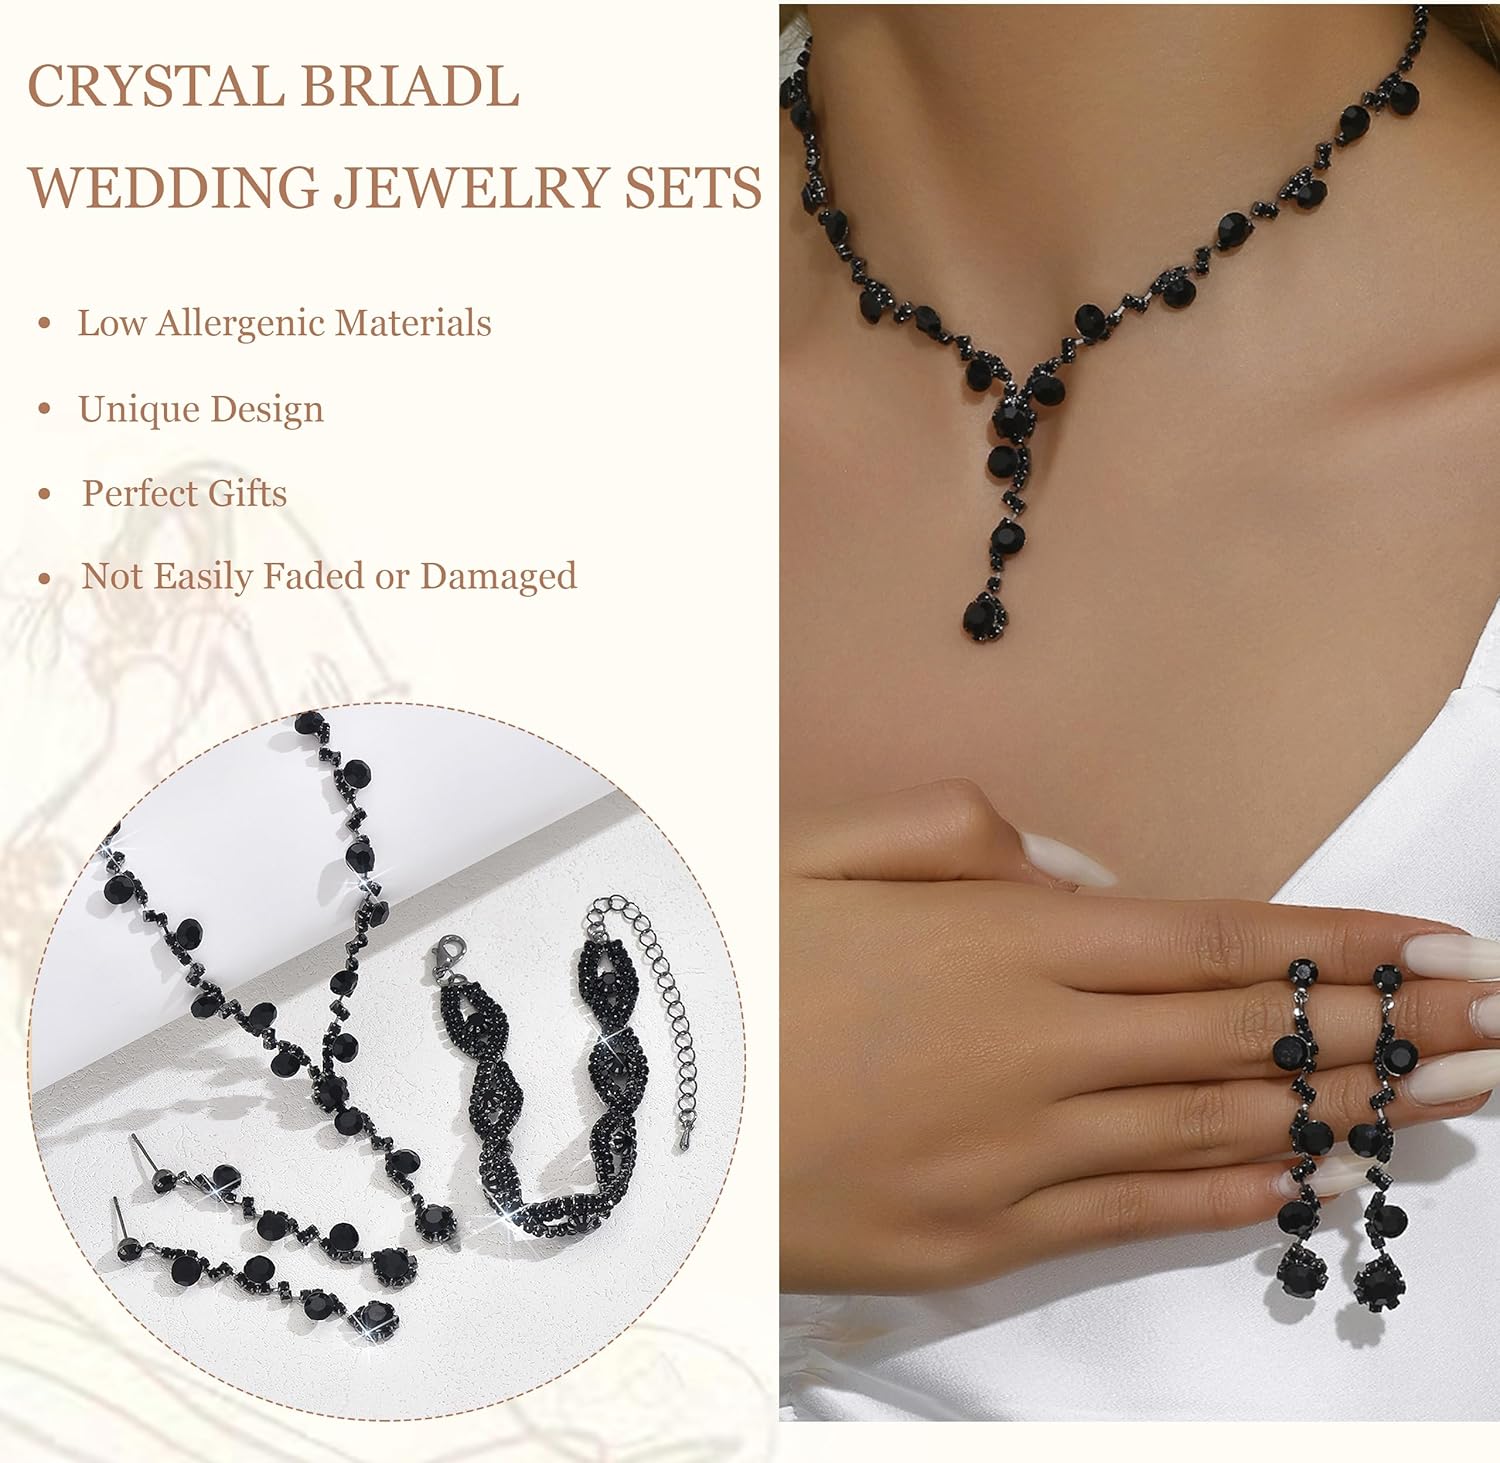 CRYSTAL BRIADL
WEDDING JEWELRY SETS
• Low Allergenic Materials
• Unique Design
• Perfect Gifts
• Not Easily Faded or Damaged